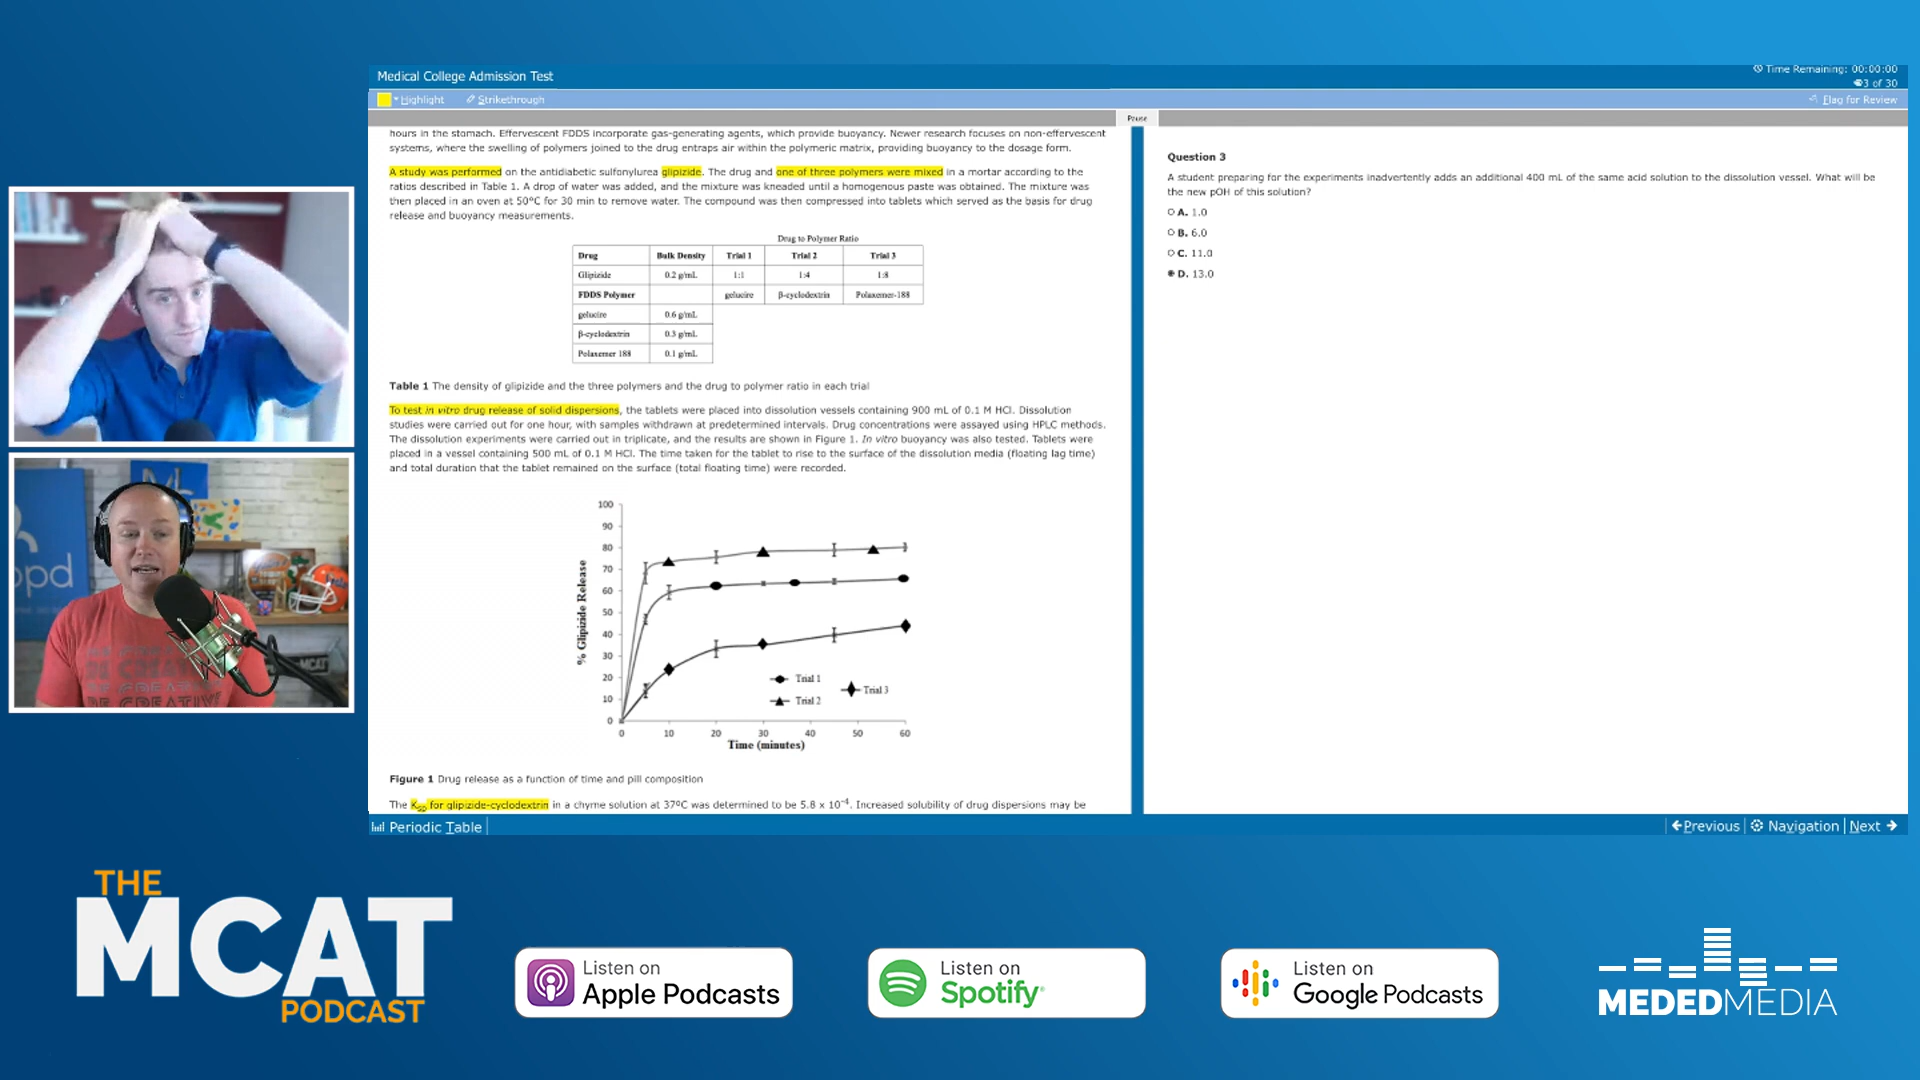 Medical College Admission Test
Time Remaining: 00:00:00
3 of 30
Highlight
Strikethrough
Flag for Review
Pause
hours in the stomach. Effervescent FDDS incorporate gas-generating agents, which provide buoyancy. Newer research focuses on non-effervescent
systems, where the swelling of polymers joined to the drug entraps air within the polymeric matrix, providing buoyancy to the dosage form.
A study was performed on the antidiabetic sulfonylurea glipizide. The drug and one of three polymers were mixed in a mortar according to the
ratios described in Table 1. A drop of water was added, and the mixture was kneaded until a homogenous paste was obtained. The mixture was
then placed in an oven at 50°C for 30 min to remove water. The compound was then compressed into tablets which served as the basis for drug
release and buoyancy measurements.
Drug to Polymer Ratio
Drug Bulk Density Trial 1 Trial 2 Trial 3
Glipizide 0.2 g/mL 1:1 1:4 1:8
FDDS Polymer gelucire β-cyclodextrin Polaxemer-188
gelucire 0.6 g/mL
β-cyclodextrin 0.3 g/mL
Polaxemer 188 0.1 g/mL
Table 1 The density of glipizide and the three polymers and the drug to polymer ratio in each trial
To test in vitro drug release of solid dispersions, the tablets were placed into dissolution vessels containing 900 mL of 0.1 M HCl. Dissolution
studies were carried out for one hour, with samples withdrawn at predetermined intervals. Drug concentrations were assayed using HPLC methods.
The dissolution experiments were carried out in triplicate, and the results are shown in Figure 1. In vitro buoyancy was also tested. Tablets were
placed in a vessel containing 500 mL of 0.1 M HCl. The time taken for the tablet to rise to the surface of the dissolution media (floating lag time)
and total duration that the tablet remained on the surface (total floating time) were recorded.
% Glipizide Release
100
90
80
70
60
50
40
30
20
10
0
0 10 20 30 40 50 60
Time (minutes)
Trial 1
Trial 2
Trial 3
Figure 1 Drug release as a function of time and pill composition
The Ksp for glipizide-cyclodextrin in a chyme solution at 37ºC was determined to be 5.8 x 10⁻⁴. Increased solubility of drug dispersions may be
Question 3
A student preparing for the experiments inadvertently adds an additional 400 mL of the same acid solution to the dissolution vessel. What will be
the new pOH of this solution?
A. 1.0
B. 6.0
C. 11.0
D. 13.0
Periodic Table
Previous
Navigation
Next
ppd
BE CREATIVE
BE CREATIVE
MCAT
THE
MCAT
PODCAST
Listen on
Apple Podcasts
Listen on
Spotify
Listen on
Google Podcasts
MEDEDMEDIA